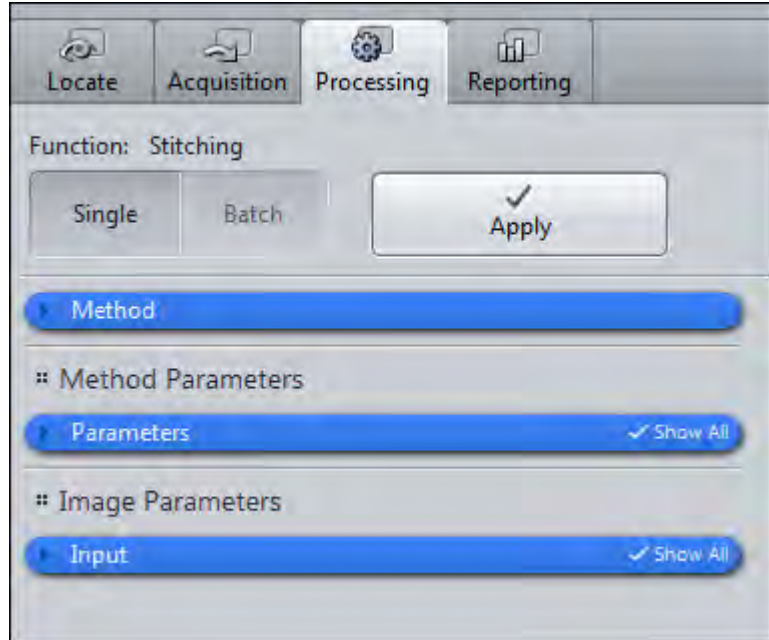 Locate Acquisition Processing Reporting
Function: Stitching
Single Batch Apply
Method
Method Parameters
Parameters Show All
Image Parameters
Input Show All